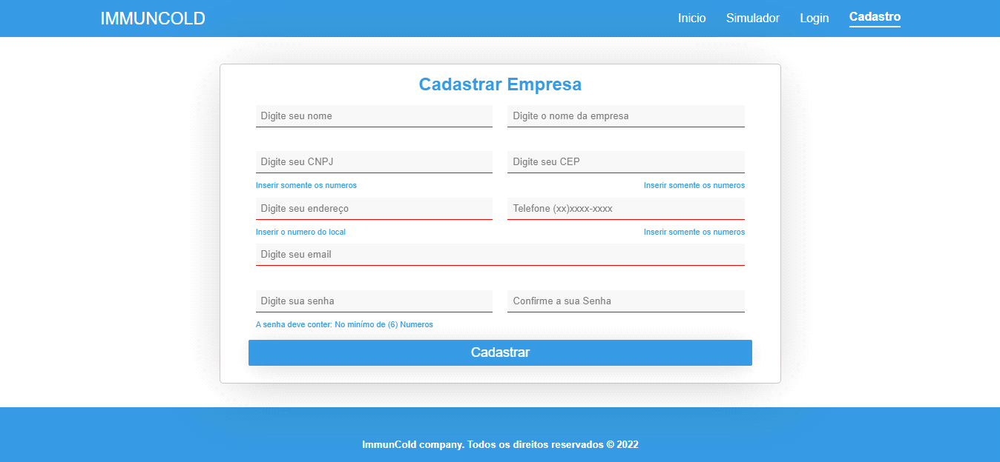 IMMUNCOLD
Inicio Simulador Login Cadastro
Cadastrar Empresa
Digite seu nome
Digite o nome da empresa
Digite seu CNPJ
Digite seu CEP
Inserir somente os numeros
Inserir somente os numeros
Digite seu endereço
Telefone (xx)xxxx-xxxx
Inserir o numero do local
Inserir somente os numeros
Digite seu email
Digite sua senha
Confirme a sua Senha
A senha deve conter: No minímo de (6) Numeros
Cadastrar
ImmunCold company. Todos os direitos reservados © 2022